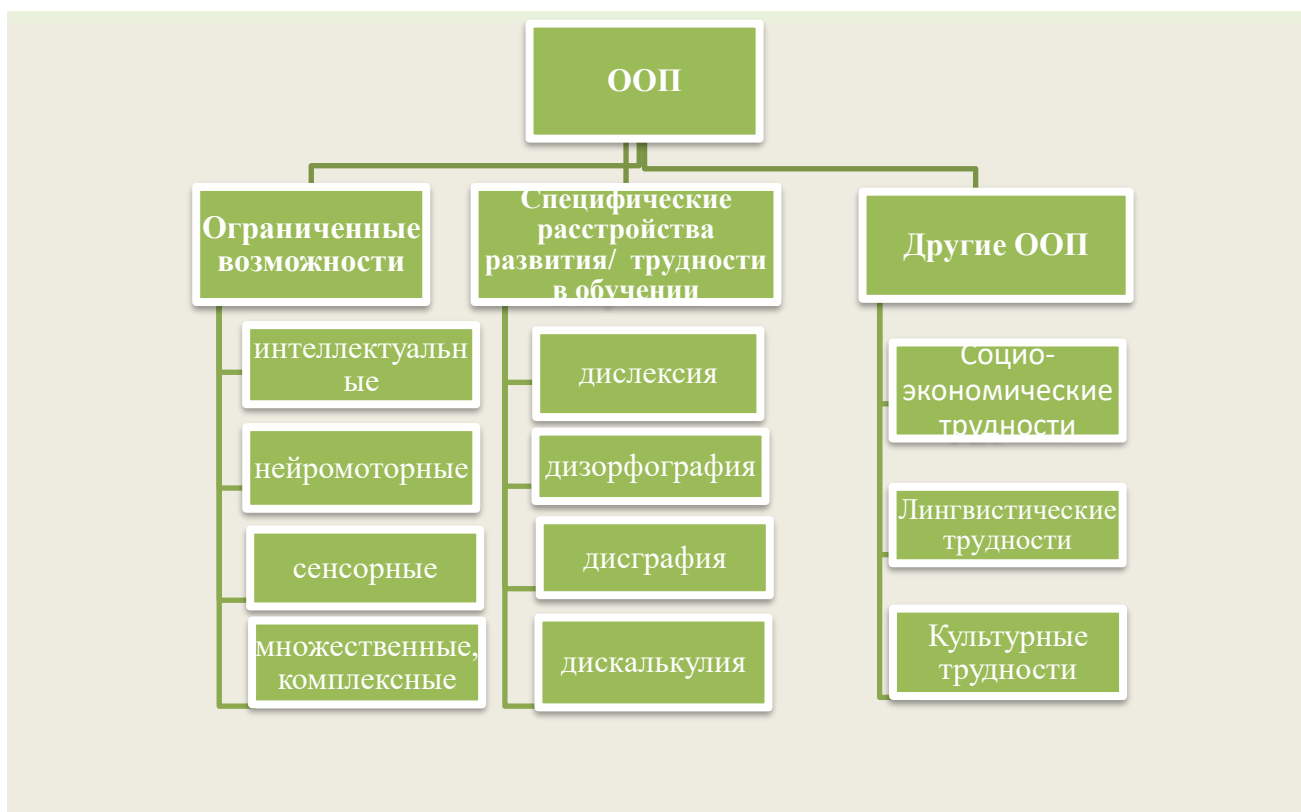 ООП
Ограниченные
возможности
интеллектуальн
ые
нейромоторные
сенсорные
множественные,
комплексные
Специфические
расстройства
развития/ трудности
в обучении
дислексия
дизорфография
дисграфия
дискалькулия
Другие ООП
Социо-
экономические
трудности
Лингвистические
трудности
Культурные
трудности